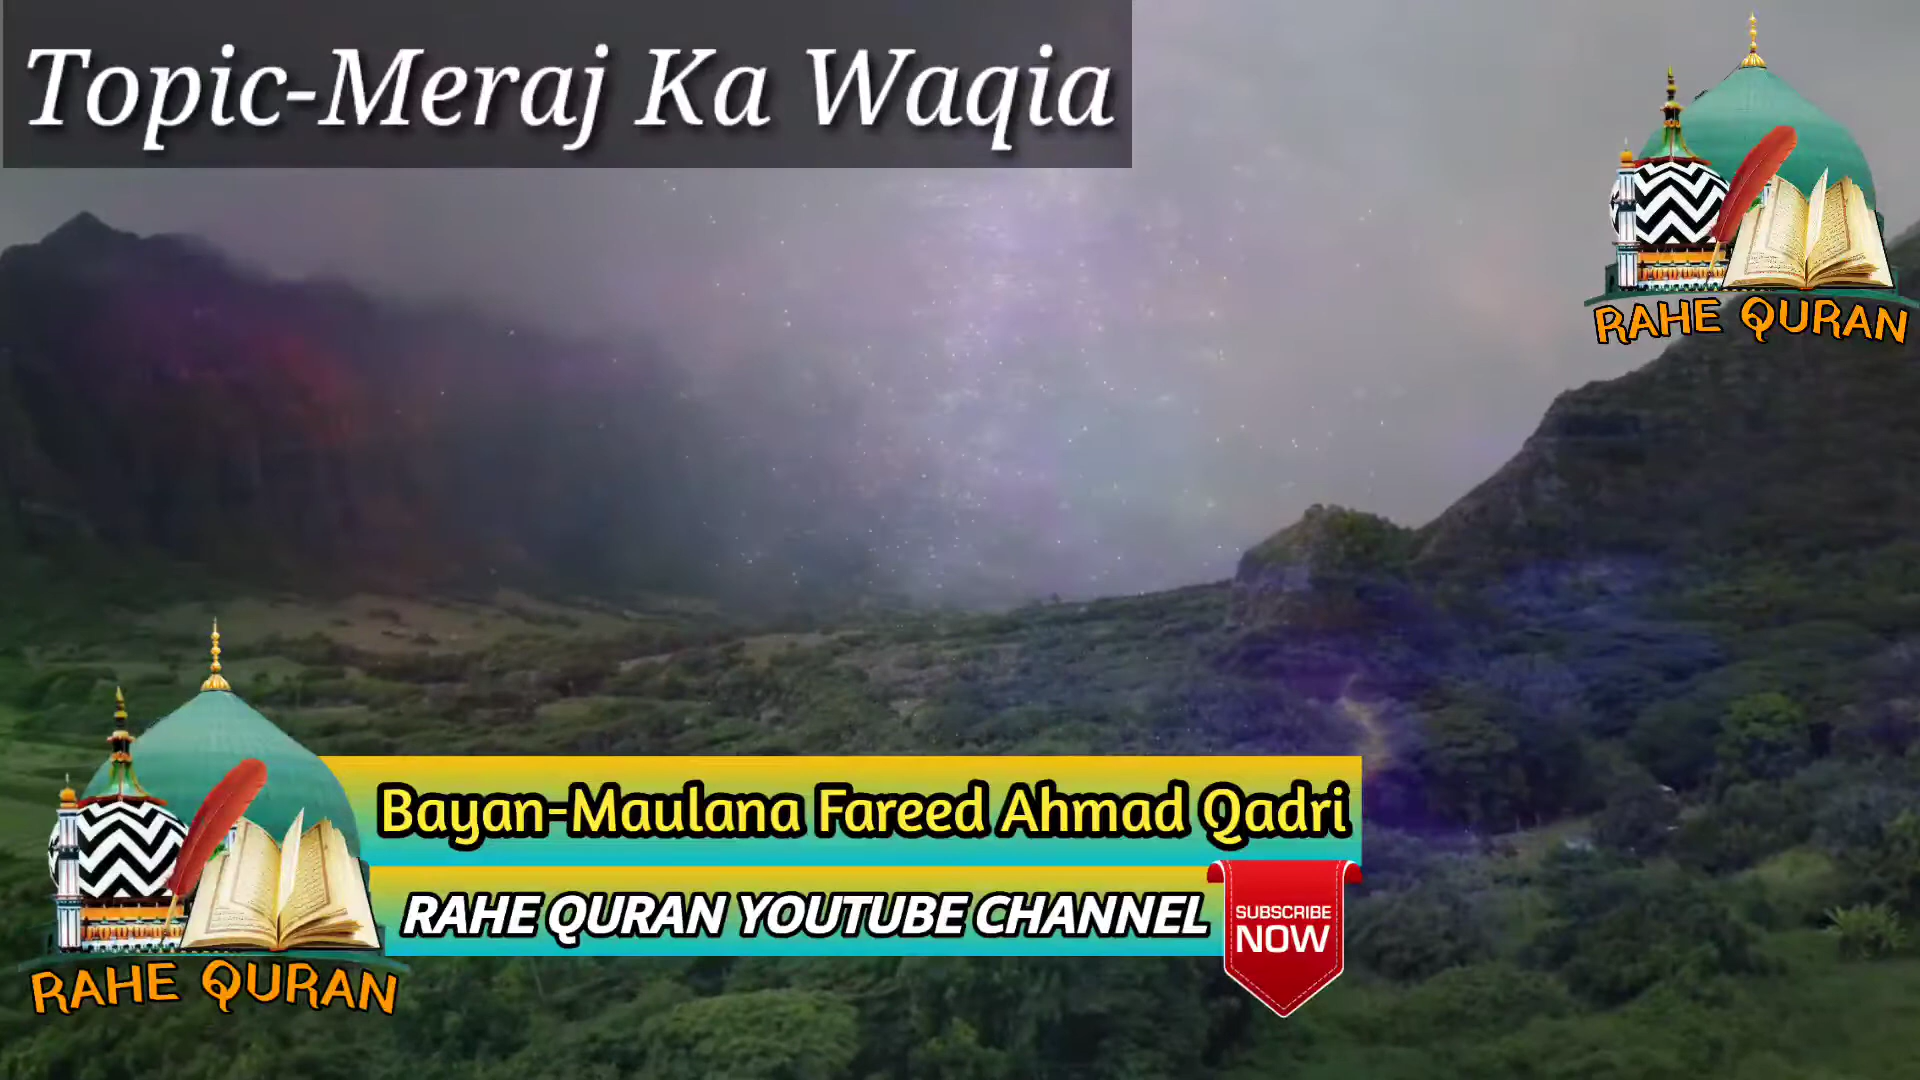 Topic-Meraj Ka Waqia
RAHE QURAN
Bayan-Maulana Fareed Ahmad Qadri
RAHE QURAN YOUTUBE CHANNEL
SUBSCRIBE
NOW
RAHE QURAN